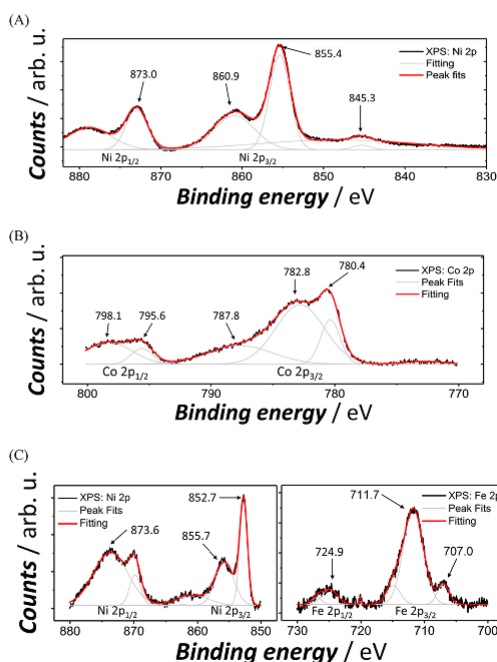 (A)
Counts / arb. u.
855.4
873.0
860.9
845.3
XPS: Ni 2p
Fitting
Peak fits
Ni 2p1/2
Ni 2p3/2
880 870 860 850 840 830
Binding energy / eV
(B)
Counts / arb. u.
798.1
795.6
787.8
782.8
780.4
XPS: Co 2p
Peak Fits
Fitting
Co 2p1/2
Co 2p3/2
800 790 780 770
Binding energy / eV
(C)
Counts / arb. u.
XPS: Ni 2p
Peak Fits
Fitting
852.7
873.6
855.7
Ni 2p1/2
Ni 2p3/2
880 870 860 850
711.7
XPS: Fe 2p
Peak Fits
Fitting
724.9
707.0
Fe 2p1/2
Fe 2p3/2
730 720 710 700
Binding energy / eV